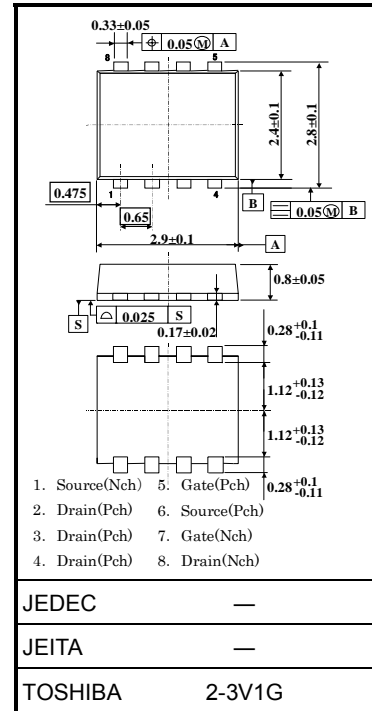 0.33±0.05
⌖ 0.05Ⓜ A
8 5
2.4±0.1
2.8±0.1
0.475
1 4
B
⌯ 0.05Ⓜ B
0.65
2.9±0.1
A
0.8±0.05
S
⌓ 0.025 S
0.17±0.02
0.28 +0.1 -0.11
1.12 +0.13 -0.12
1.12 +0.13 -0.12
0.28 +0.1 -0.11
1. Source(Nch) 5. Gate(Pch)
2. Drain(Pch) 6. Source(Pch)
3. Drain(Pch) 7. Gate(Nch)
4. Drain(Pch) 8. Drain(Nch)
JEDEC —
JEITA —
TOSHIBA 2-3V1G